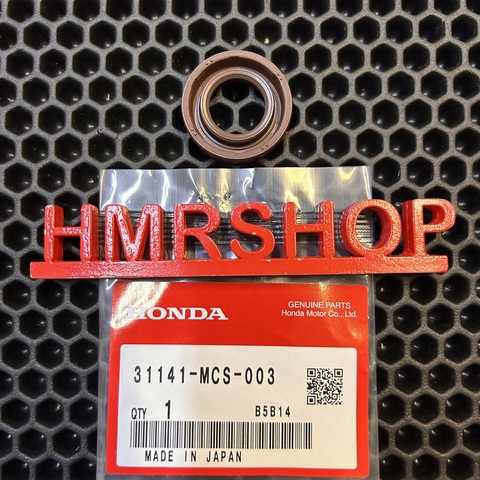 HMRSHOP
HONDA
GENUINE PARTS
Honda Motor Co., Ltd.
31141-MCS-003
QTY 1 B5B14
MADE IN JAPAN